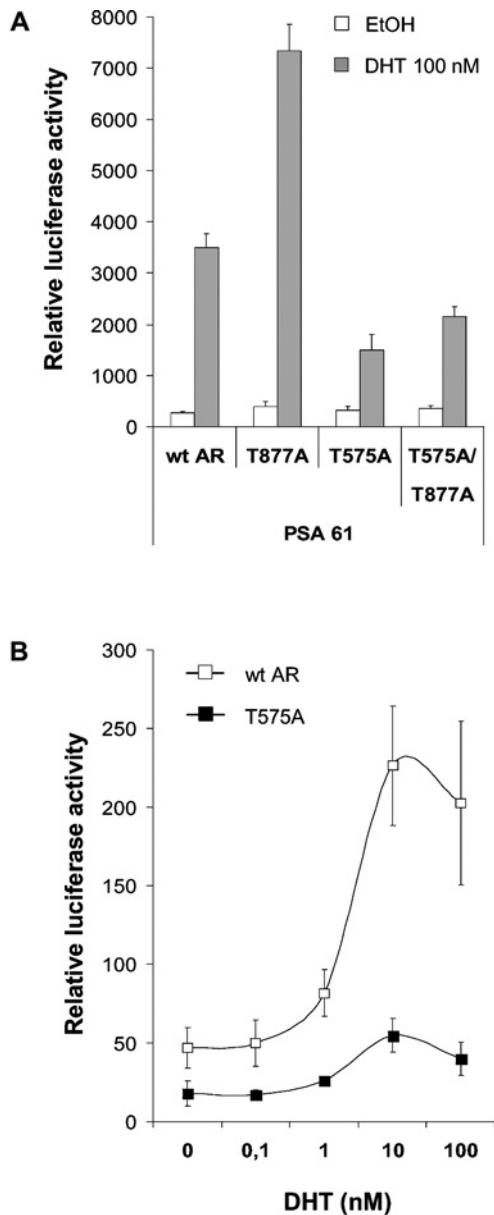 A
EtOH
DHT 100 nM
Relative luciferase activity
8000
7000
6000
5000
4000
3000
2000
1000
0
wt AR T877A T575A T575A/
T877A
PSA 61
B
wt AR
T575A
Relative luciferase activity
300
250
200
150
100
50
0
0 0,1 1 10 100
DHT (nM)